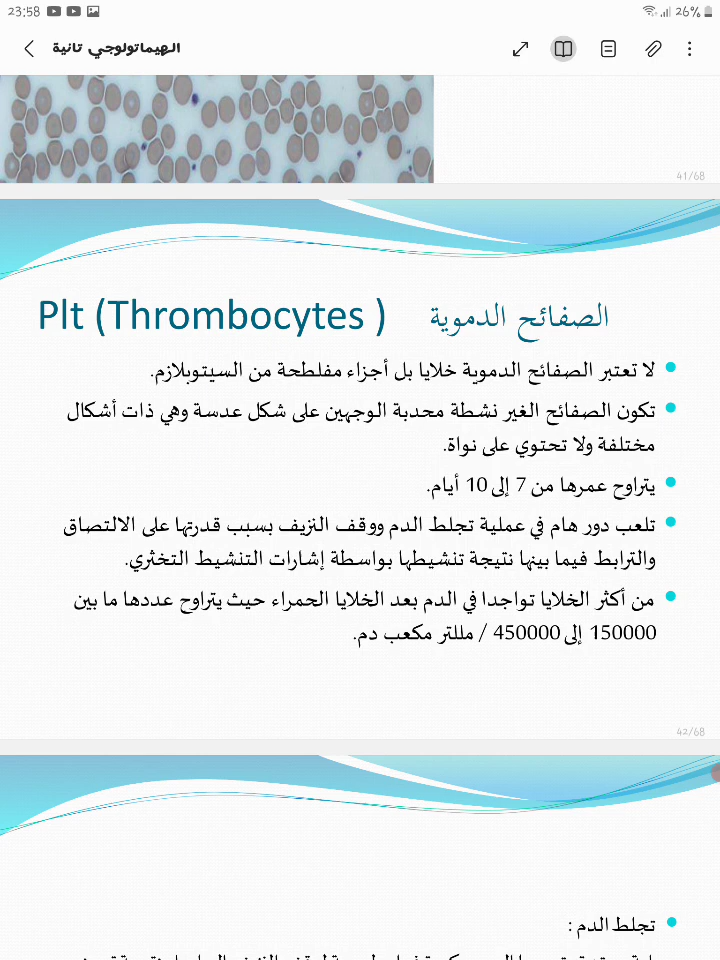 23:58
26%
الهيماتولوجي تانية
41/68
Plt (Thrombocytes ) الصفائح الدموية
لا تعتبر الصفائح الدموية خلايا بل أجزاء مفلطحة من السيتوبلازم.
تكون الصفائح الغير نشطة محدبة الوجهين على شكل عدسة وهي ذات أشكال
مختلفة ولا تحتوي على نواة.
يتراوح عمرها من 7 إلى 10 أيام.
تلعب دور هام في عملية تجلط الدم ووقف النزيف بسبب قدرتها على الالتصاق
والترابط فيما بينها نتيجة تنشيطها بواسطة إشارات التنشيط التخثري.
من أكثر الخلايا تواجدا في الدم بعد الخلايا الحمراء حيث يتراوح عددها ما بين
150000 إلى 450000 / مللتر مكعب دم.
42/68
تجلط الدم :